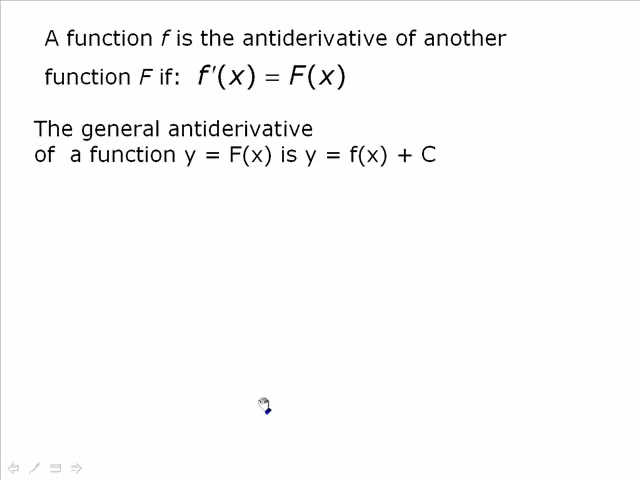 A function f is the antiderivative of another
function F if: f'(x) = F(x)
The general antiderivative
of a function y = F(x) is y = f(x) + C